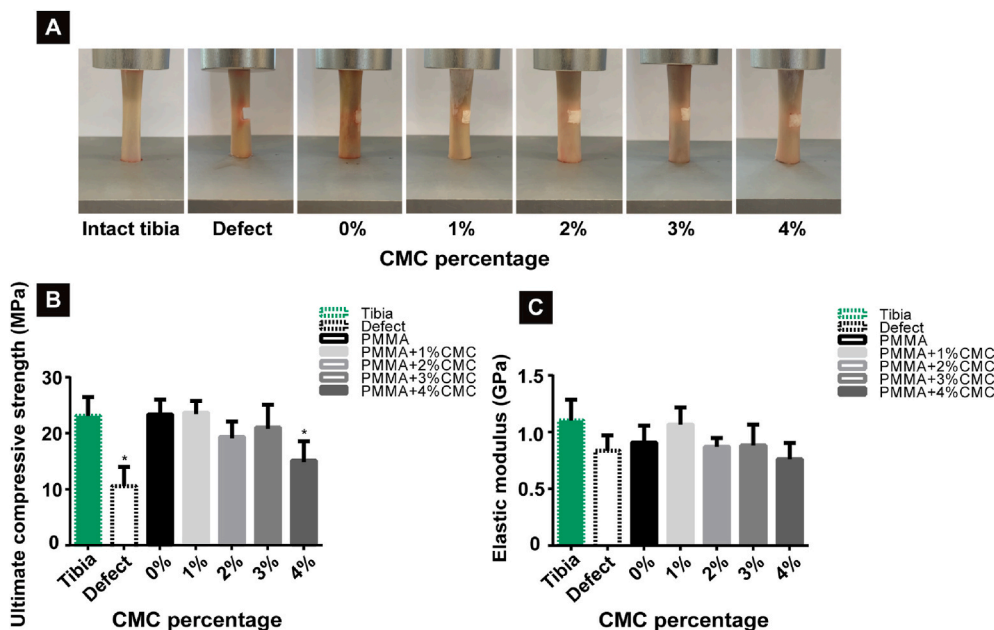 A
Intact tibia
Defect
0%
1%
2%
3%
4%
CMC percentage
B
Ultimate compressive strength (MPa)
30
20
10
0
Tibia
Defect
0%
1%
2%
3%
4%
CMC percentage
*
*
Tibia
Defect
PMMA
PMMA+1%CMC
PMMA+2%CMC
PMMA+3%CMC
PMMA+4%CMC
C
Elastic modulus (GPa)
1.5
1.0
0.5
0
Tibia
Defect
0%
1%
2%
3%
4%
CMC percentage
Tibia
Defect
PMMA
PMMA+1%CMC
PMMA+2%CMC
PMMA+3%CMC
PMMA+4%CMC